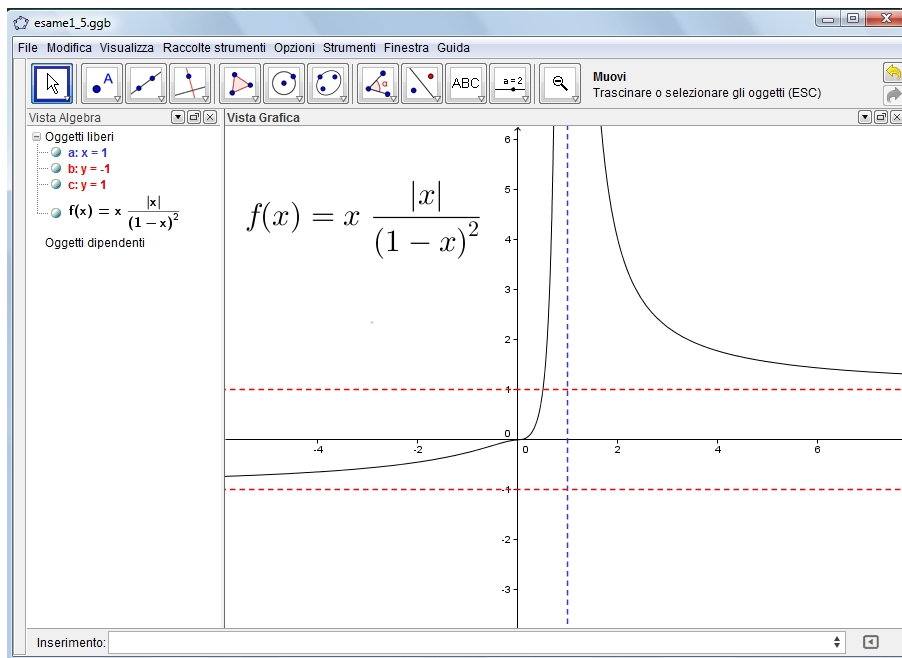 esame1_5.ggb
File Modifica Visualizza Raccolte strumenti Opzioni Strumenti Finestra Guida
A
α
ABC
a = 2
Muovi
Trascinare o selezionare gli oggetti (ESC)
Vista Algebra
Vista Grafica
Oggetti liberi
a: x = 1
b: y = -1
c: y = 1
f(x) = x |x| / (1 − x)²
Oggetti dipendenti
f(x) = x |x| / (1 − x)²
6
5
4
3
2
1
0
-1
-2
-3
-4 -2 0 2 4 6
Inserimento: